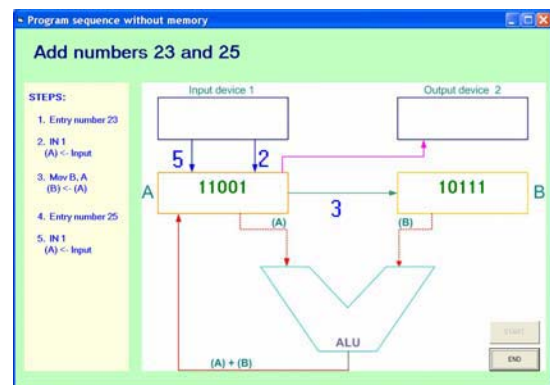 Program sequence without memory
Add numbers 23 and 25
STEPS:
1. Entry number 23
2. IN 1
(A) <- Input
3. Mov B, A
(B) <- (A)
4. Entry number 25
5. IN 1
(A) <- Input
Input device 1
Output device 2
5
2
A
11001
3
10111
B
(A)
(B)
ALU
(A) + (B)
START
END